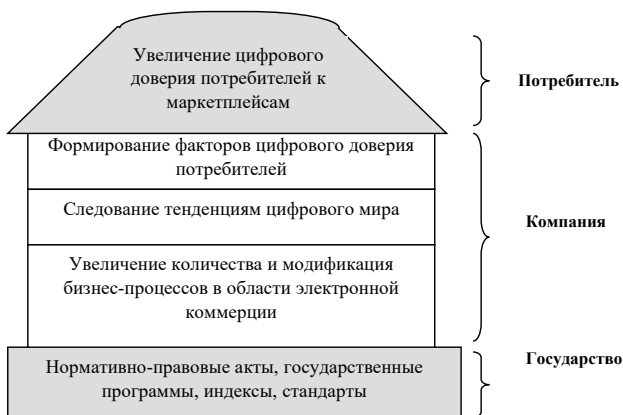 Увеличение цифрового
доверия потребителей к
маркетплейсам
Потребитель
Формирование факторов цифрового доверия
потребителей
Следование тенденциям цифрового мира
Увеличение количества и модификация
бизнес-процессов в области электронной
коммерции
Компания
Нормативно-правовые акты, государственные
программы, индексы, стандарты
Государство